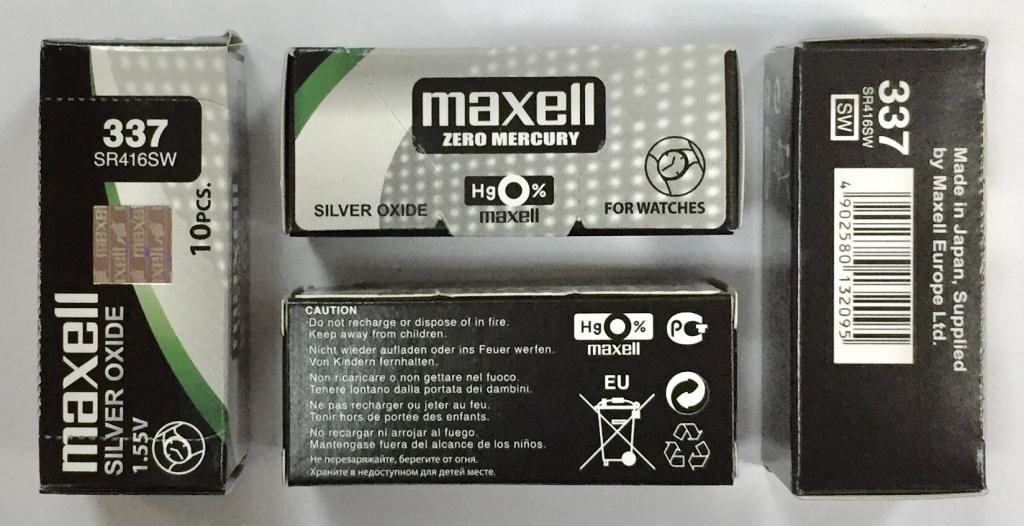 337
SR416SW
10PCS.
maxell
SILVER OXIDE
1.55V
maxell
ZERO MERCURY
Hg 0%
maxell
SILVER OXIDE
FOR WATCHES
CAUTION
Do not recharge or dispose of in fire.
Keep away from children.
Nicht wieder aufladen oder ins Feuer werfen.
Von Kindern fernhalten.
Non ricaricare o non gettare nel fuoco.
Tenere lontano dalla portata dei dambini.
Ne pas recharger ou jeter au feu.
Tenir hors de portée des enfants.
No recargar ni arrojar al fuego.
Mantengase fuera del alcance de los niños.
Не перезаряжайте, берегите от огня.
Храните в недоступном для детей месте.
Hg 0%
maxell
EU
337
SR416SW
SW
4 902580 132095
Made in Japan, Supplied
by Maxell Europe Ltd.